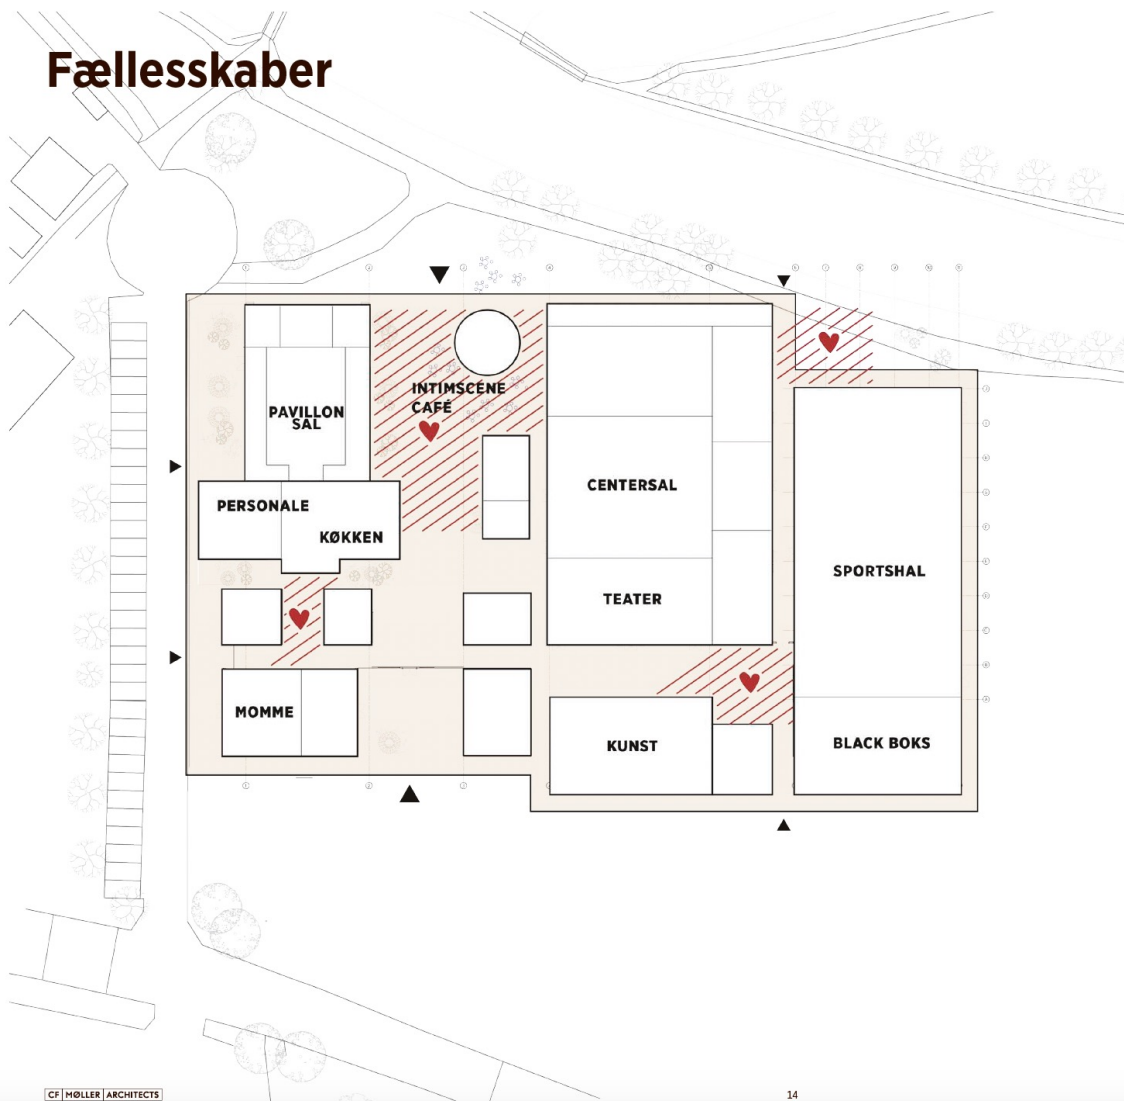 Fællesskaber
INTIMSCENE
CAFÉ
PAVILLON
SAL
CENTERSAL
PERSONALE
KØKKEN
SPORTSHAL
TEATER
MOMME
KUNST
BLACK BOKS
CF MØLLER ARCHITECTS
14